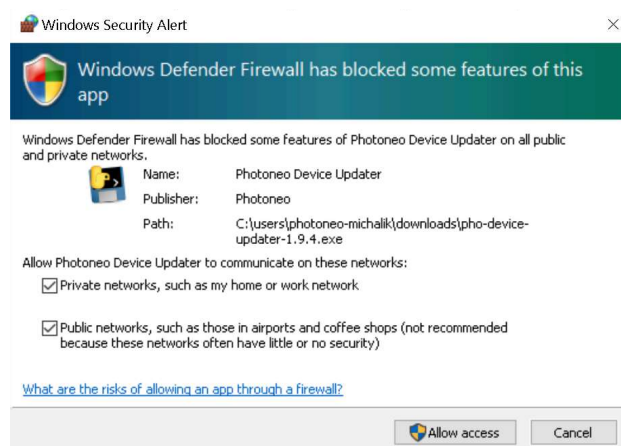 Windows Security Alert
Windows Defender Firewall has blocked some features of this
app
Windows Defender Firewall has blocked some features of Photoneo Device Updater on all public
and private networks.
Name: Photoneo Device Updater
Publisher: Photoneo
Path: C:\users\photoneo-michalik\downloads\pho-device-
updater-1.9.4.exe
Allow Photoneo Device Updater to communicate on these networks:
Private networks, such as my home or work network
Public networks, such as those in airports and coffee shops (not recommended
because these networks often have little or no security)
What are the risks of allowing an app through a firewall?
Allow access Cancel